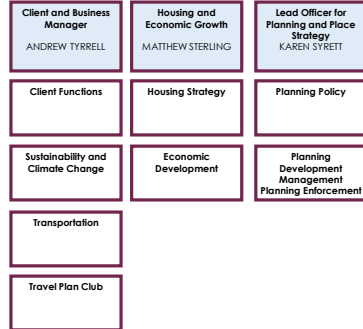 Client and Business
Manager
ANDREW TYRRELL
Housing and
Economic Growth
MATTHEW STERLING
Lead Officer for
Planning and Place
Strategy
KAREN SYRETT
Client Functions
Housing Strategy
Planning Policy
Sustainability and
Climate Change
Economic
Development
Planning
Development
Management
Planning Enforcement
Transportation
Travel Plan Club